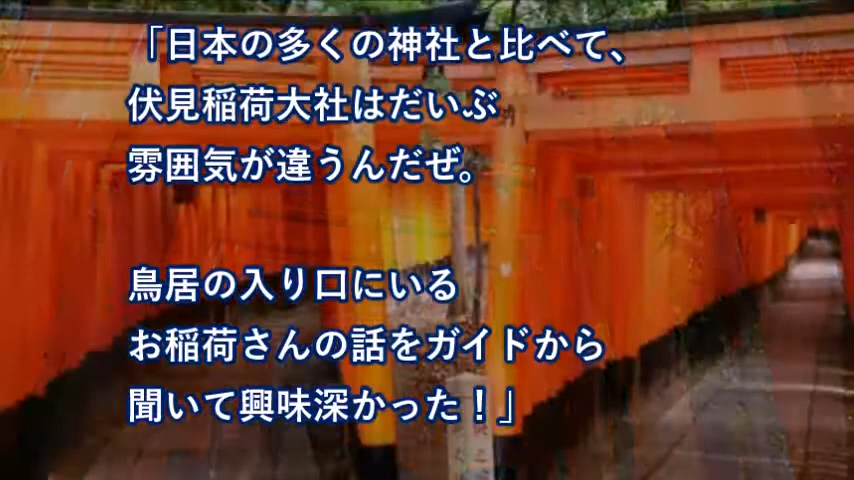 「日本の多くの神社と比べて、
伏見稲荷大社はだいぶ
雰囲気が違うんだぜ。
鳥居の入り口にいる
お稲荷さんの話をガイドから
聞いて興味深かった！」